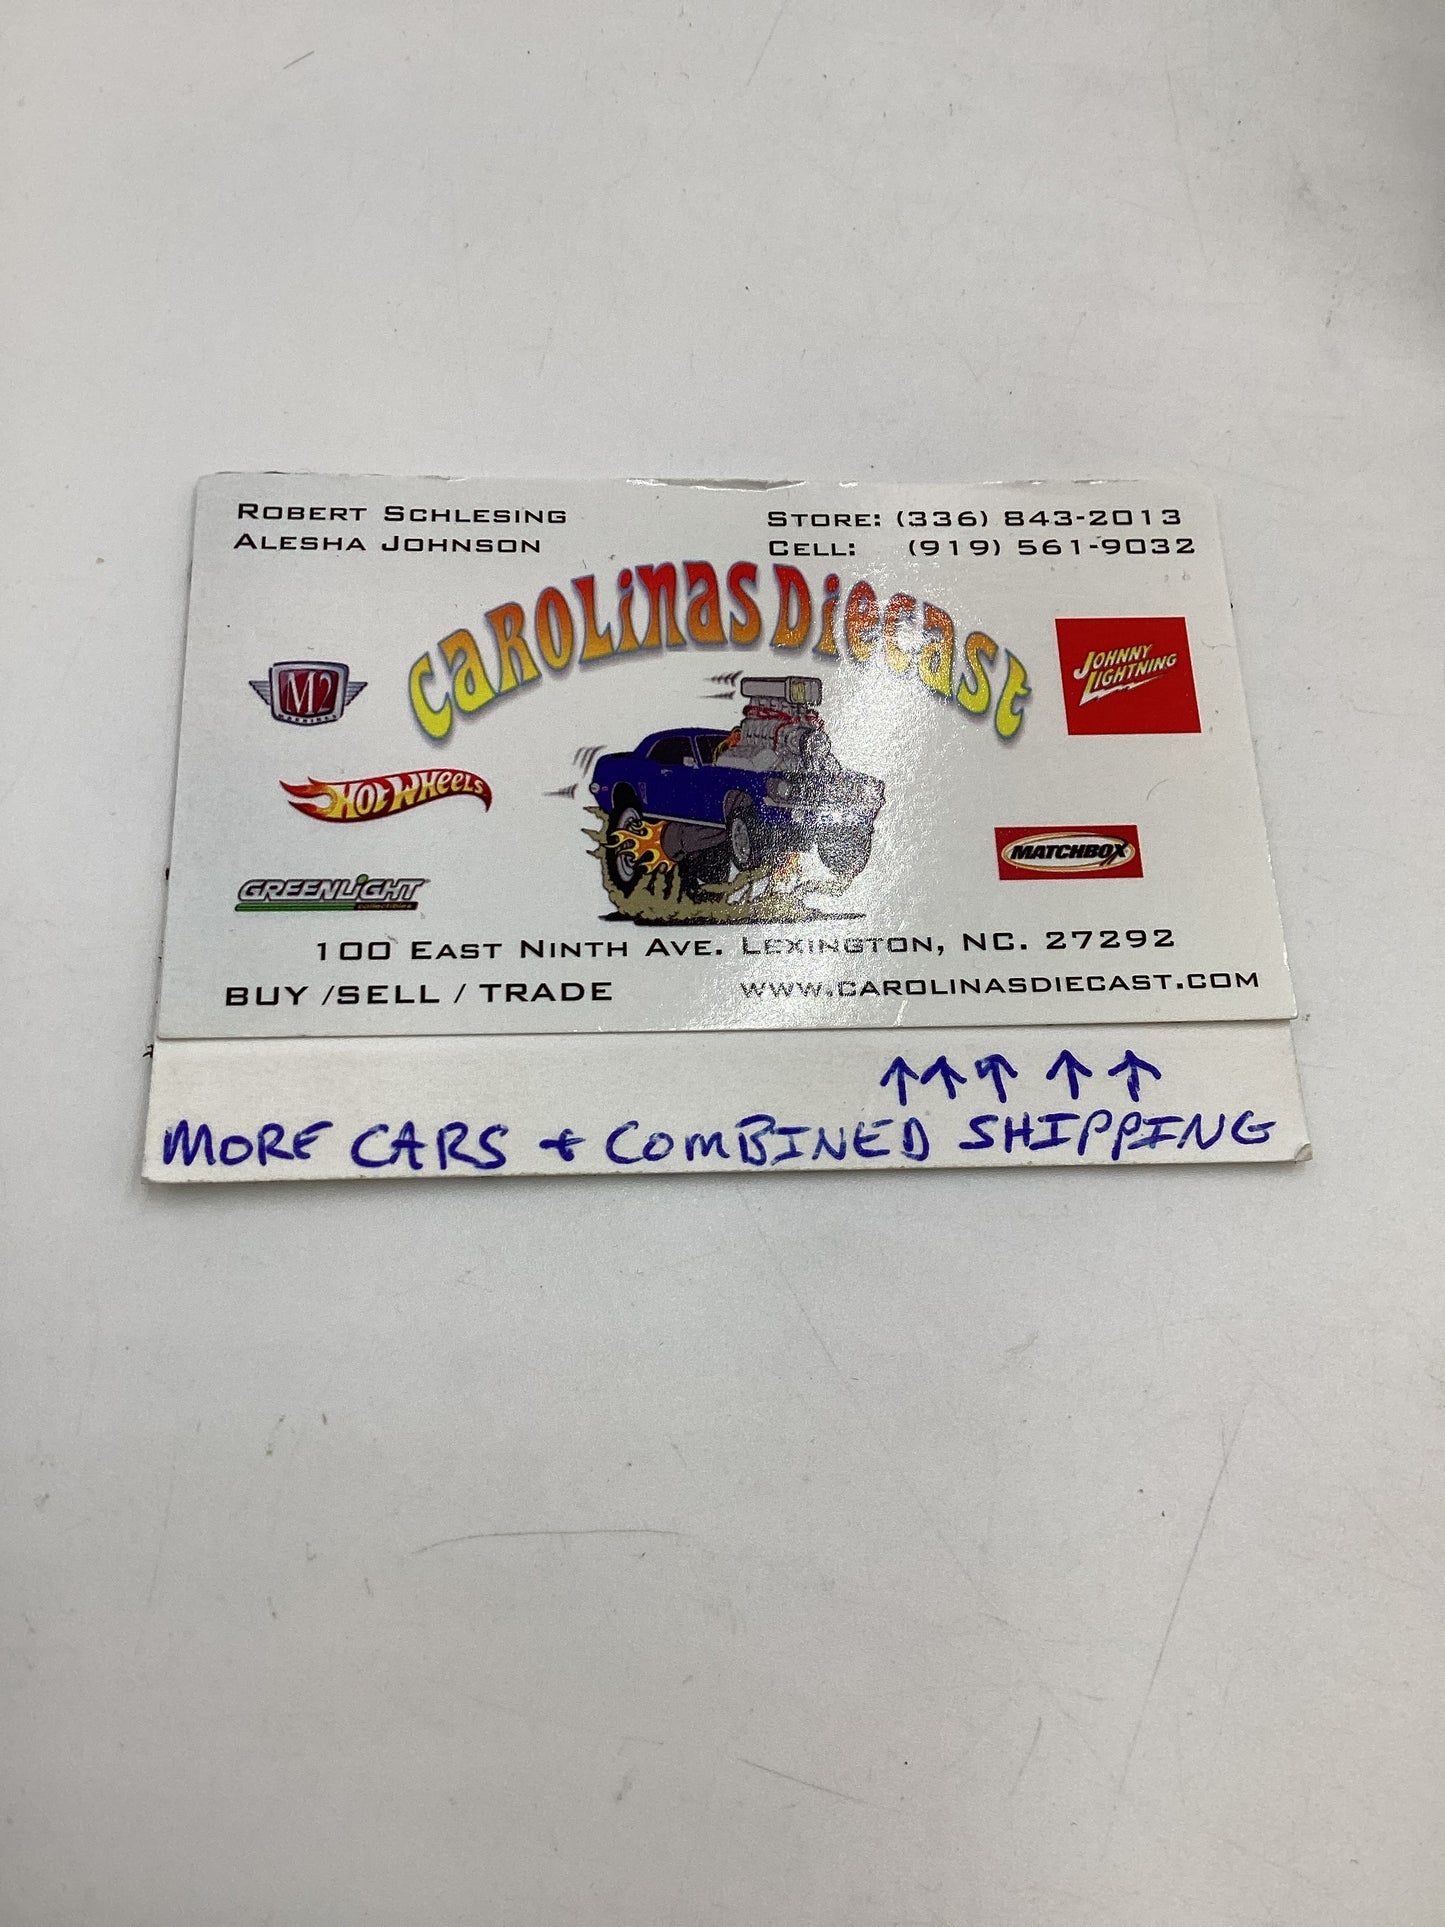 ROBERT SCHLESING
ALESHA JOHNSON
STORE: (336) 843-2013
CELL: (919) 561-9032
CAROLINAS DIECAST
M2
MACHINES
JOHNNY
LIGHTNING
HOT WHEELS
MATCHBOX
GREENLIGHT
collectibles
100 EAST NINTH AVE. LEXINGTON, NC. 27292
BUY /SELL / TRADE
WWW.CAROLINASDIECAST.COM
↑ ↑ ↑ ↑ ↑
MORE CARS + COMBINED SHIPPING